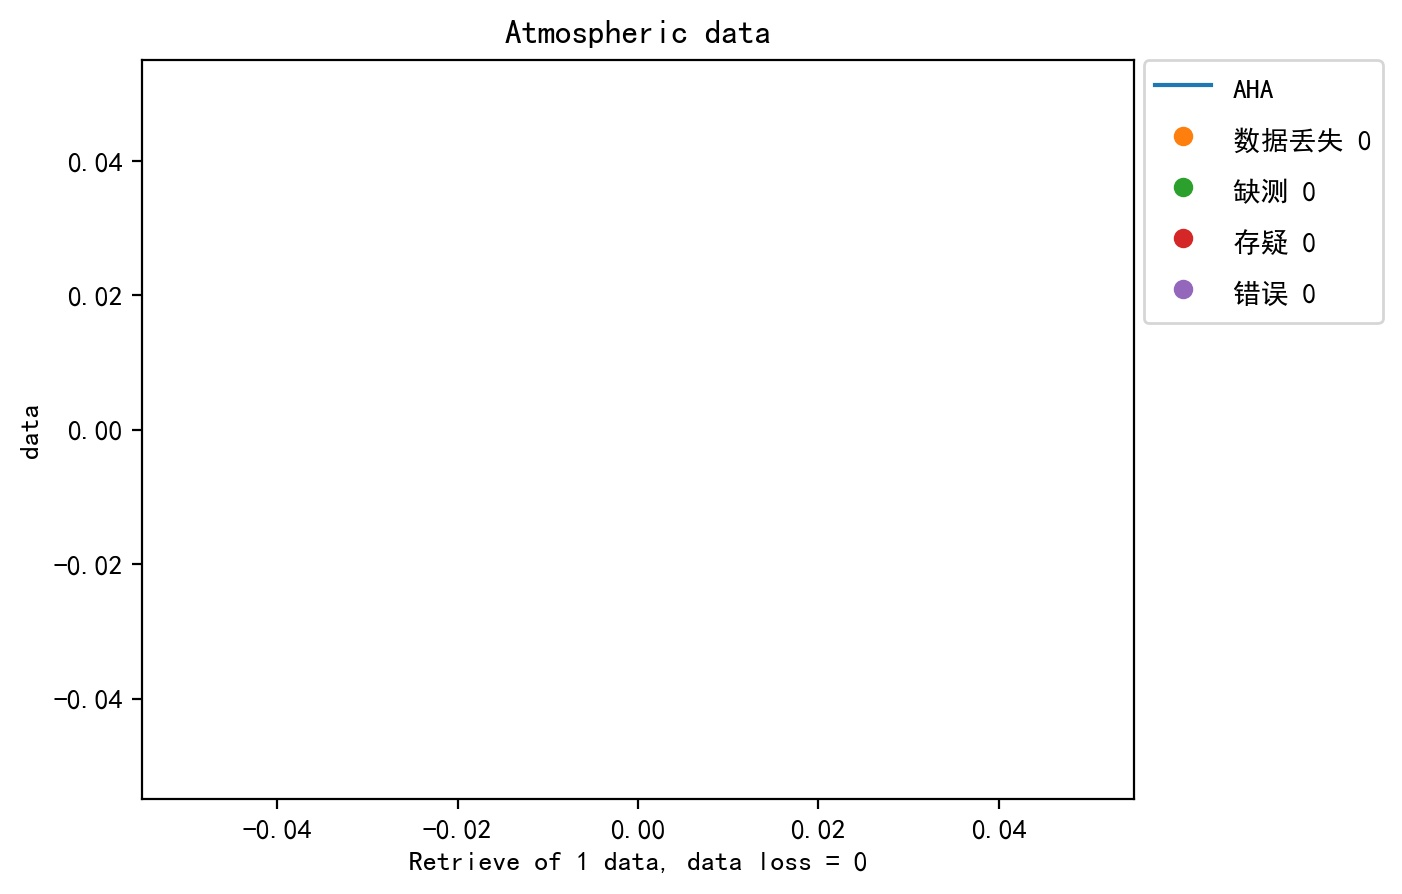 Atmospheric data
AHA
数据丢失 0
缺测 0
存疑 0
错误 0
data
0.04
0.02
0.00
-0.02
-0.04
-0.04
-0.02
0.00
0.02
0.04
Retrieve of 1 data, data loss = 0